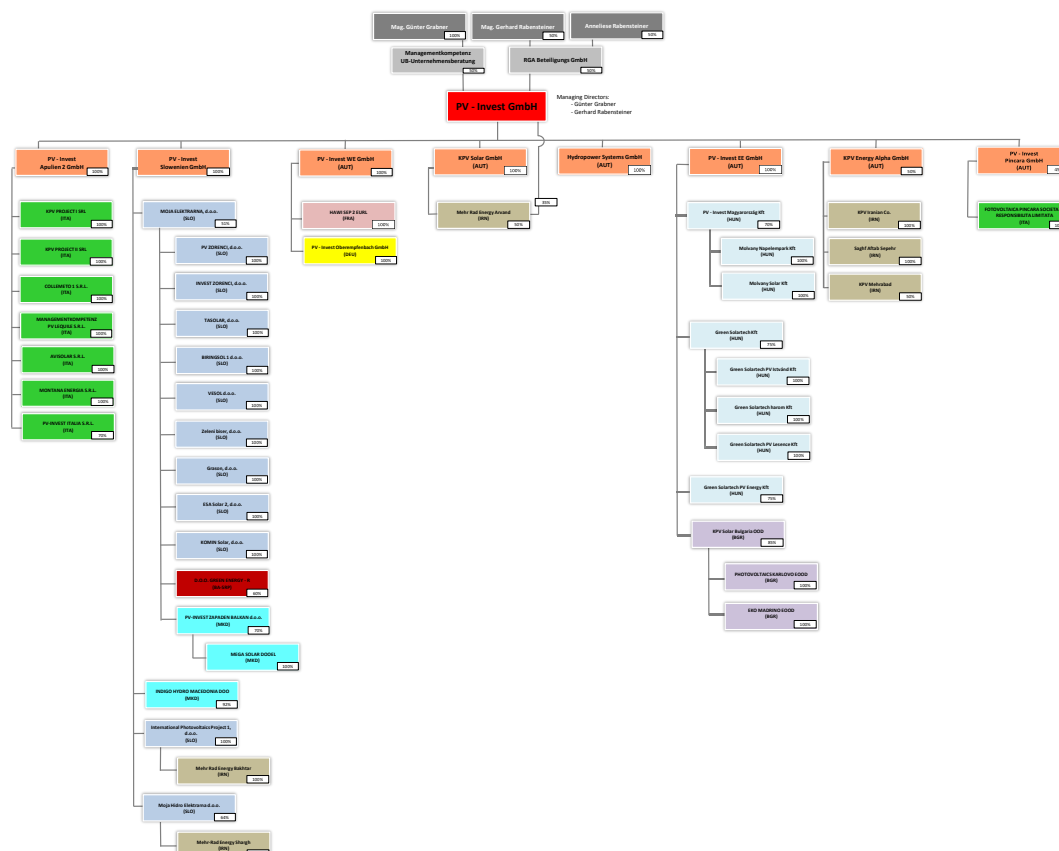 Mag. Günter Grabner
100%
Mag. Gerhard Rabensteiner
50%
Anneliese Rabensteiner
50%
Managementkompetenz
UB-Unternehmensberatung
50%
RGA Beteiligungs GmbH
50%
PV - Invest GmbH
Managing Directors:
- Günter Grabner
- Gerhard Rabensteiner
PV - Invest
Apulien 2 GmbH
100%
PV - Invest
Slowenien GmbH
100%
PV - Invest WE GmbH
(AUT)
100%
KPV Solar GmbH
(AUT)
100%
Hydropower Systems GmbH
(AUT)
100%
PV - Invest EE GmbH
(AUT)
100%
KPV Energy Alpha GmbH
(AUT)
50%
PV - Invest
Pincara GmbH
(AUT)
KPV PROJECT I SRL
(ITA)
100%
KPV PROJECT II SRL
(ITA)
100%
COLLEMETO 1 S.R.L.
(ITA)
100%
MANAGEMENTKOMPETENZ
PV LEQUILE S.R.L.
(ITA)
100%
AVISOLAR S.R.L.
(ITA)
100%
MONTANA ENERGIA S.R.L.
(ITA)
100%
PV-INVEST ITALIA S.R.L.
(ITA)
70%
MOJA ELEKTRARNA, d.o.o.
(SLO)
50%
PV ZORENCI, d.o.o.
(SLO)
100%
INVEST ZORENCI, d.o.o.
(SLO)
100%
TASOLAR, d.o.o.
(SLO)
100%
BIRINGSOL 1 d.o.o.
(SLO)
100%
VESOL d.o.o.
(SLO)
100%
Zeleni biser, d.o.o.
(SLO)
100%
Grason, d.o.o.
(SLO)
100%
ESA Solar 2, d.o.o.
(SLO)
100%
KOMIN Solar, d.o.o.
(SLO)
100%
60%
PV-INVEST ZAPADEN BALKAN d.o.o.
(MKD)
70%
MEGA SOLAR DOOEL
(MKD)
100%
INDIGO HYDRO MACEDONIA DOO
(MKD)
92%
International Photovoltaics Project 1,
d.o.o.
(SLO)
100%
Mehr Rad Energy Bakhtar
(IRN)
100%
Moja Hidro Elektrarna d.o.o.
(SLO)
64%
Mehr-Rad Energy Shargh
(IRN)
HAWI SEP 2 EURL
(FRA)
100%
PV - Invest Oberempfenbach GmbH
(DEU)
100%
35%
Mehr Rad Energy Arvand
(IRN)
50%
PV - Invest Magyarország Kft
(HUN)
70%
Molvany Napelempark Kft
(HUN)
100%
Molvany Solar Kft
(HUN)
100%
Green Solartech Kft
(HUN)
75%
Green Solartech PV Istvánd Kft
(HUN)
100%
Green Solartech harom Kft
(HUN)
100%
Green Solartech PV Lesence Kft
(HUN)
100%
Green Solartech PV Energy Kft
(HUN)
75%
KPV Solar Bulgaria OOD
(BGR)
85%
PHOTOVOLTAICS KARLOVO EOOD
(BGR)
100%
EKO MADRINO EOOD
(BGR)
100%
KPV Iranian Co.
(IRN)
100%
Saghf Aftab Sepehr
(IRN)
100%
KPV Mehrabad
(IRN)
50%
FOTOVOLTAICA PINCARA SOCIETA
RESPONSIBILITA LIMITATA
(ITA)